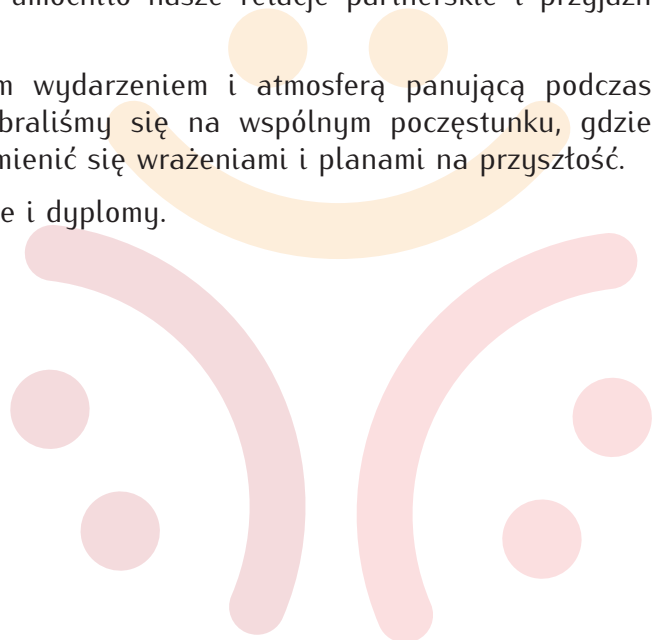 umocniło nasze relacje partnerskie i przyjaźń
m wydarzeniem i atmosferą panującą podczas
braliśmy się na wspólnym poczęstunku, gdzie
mienić się wrażeniami i planami na przyszłość.
e i dyplomy.